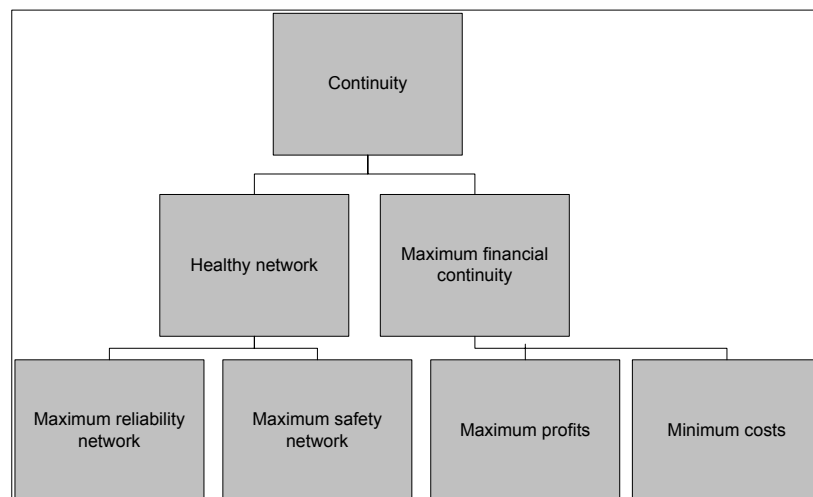 Continuity
Healthy network
Maximum financial
continuity
Maximum reliability
network
Maximum safety
network
Maximum profits
Minimum costs